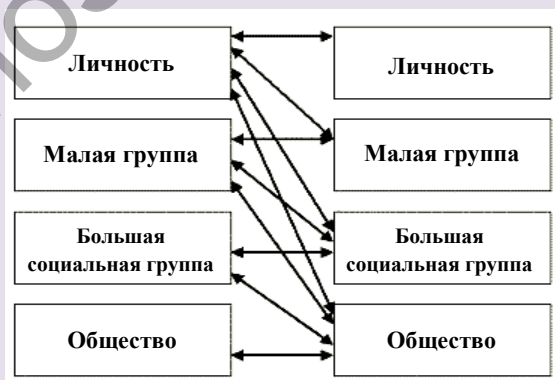 Личность
Личность
Малая группа
Малая группа
Большая
социальная группа
Большая
социальная группа
Общество
Общество